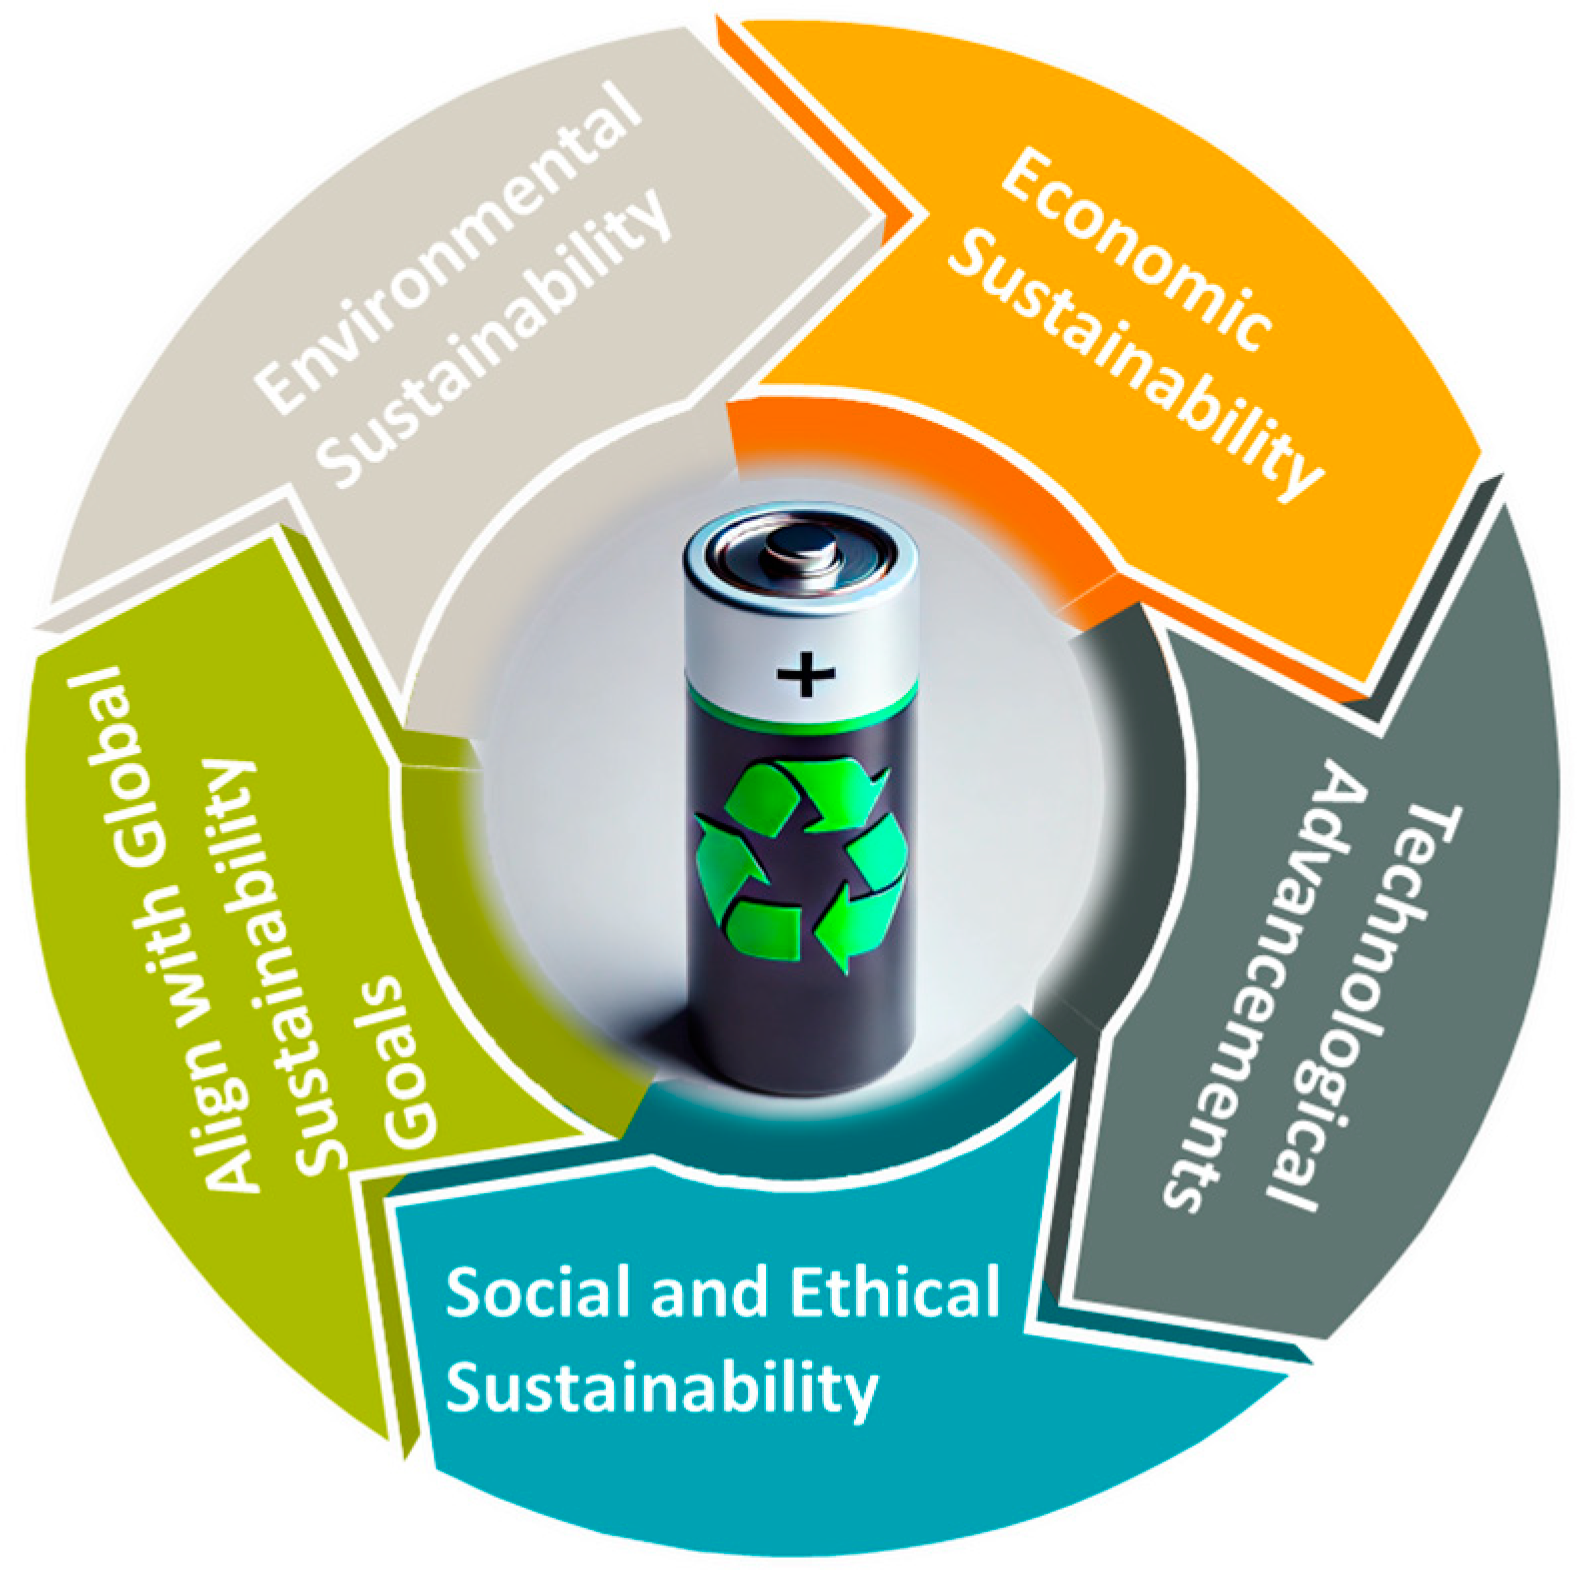 Environmental
Sustainability
Economic
Sustainability
Technological
Advancements
Social and Ethical
Sustainability
Align with Global
Sustainability
Goals
+